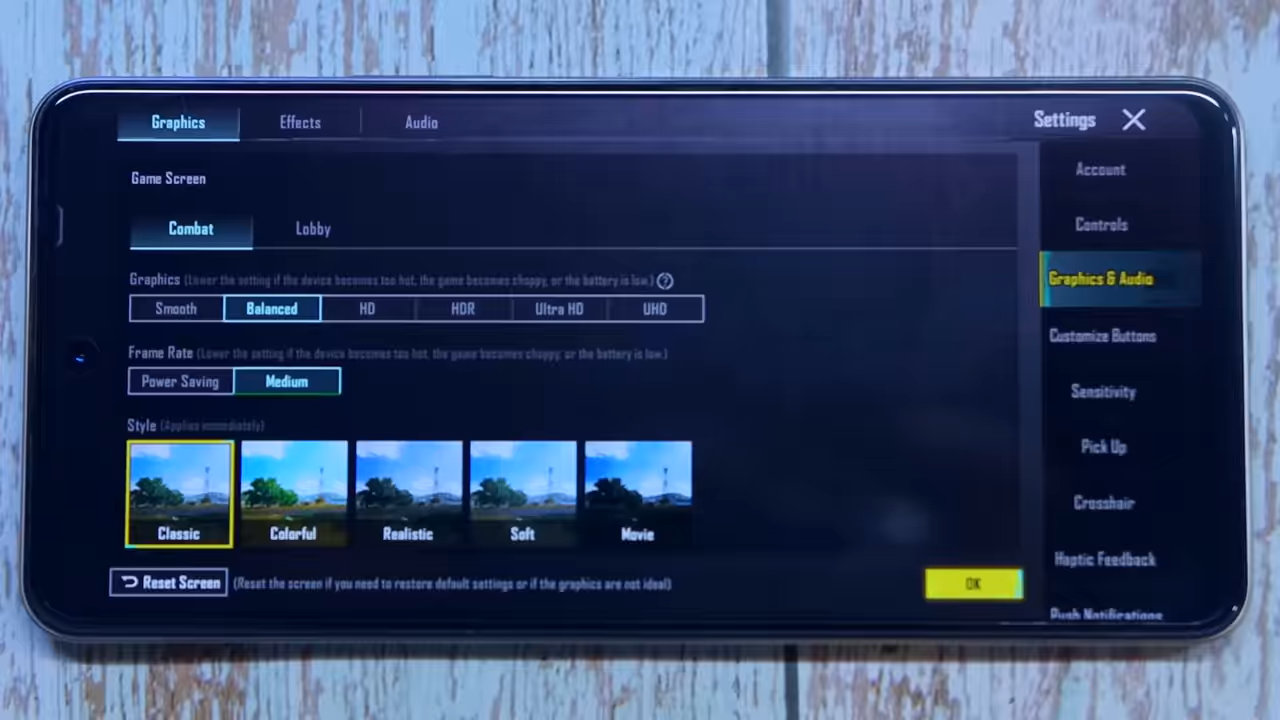 Graphics Effects Audio
Settings X
Game Screen
Combat Lobby
Graphics (Lower the setting if the device becomes too hot, the game becomes choppy, or the battery is low.) ?
Smooth Balanced HD HDR Ultra HD UHD
Frame Rate (Lower the setting if the device becomes too hot, the game becomes choppy, or the battery is low.)
Power Saving Medium
Style (Applies immediately)
Classic Colorful Realistic Soft Movie
Reset Screen (Reset the screen if you need to restore default settings or if the graphics are not ideal)
OK
Account
Controls
Graphics & Audio
Customize Buttons
Sensitivity
Pick Up
Crosshair
Haptic Feedback
Push Notifications